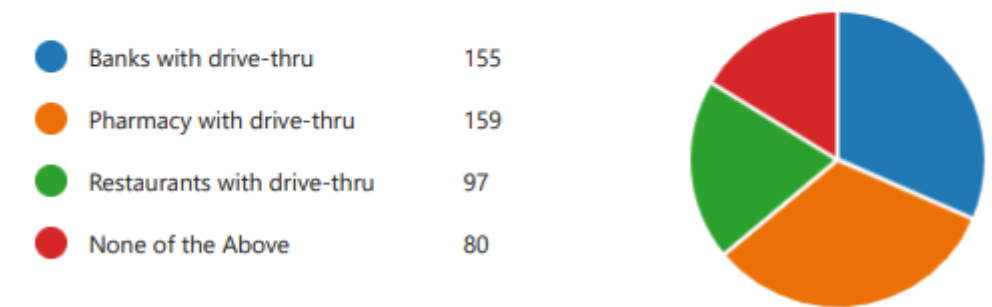 Banks with drive-thru 155
Pharmacy with drive-thru 159
Restaurants with drive-thru 97
None of the Above 80